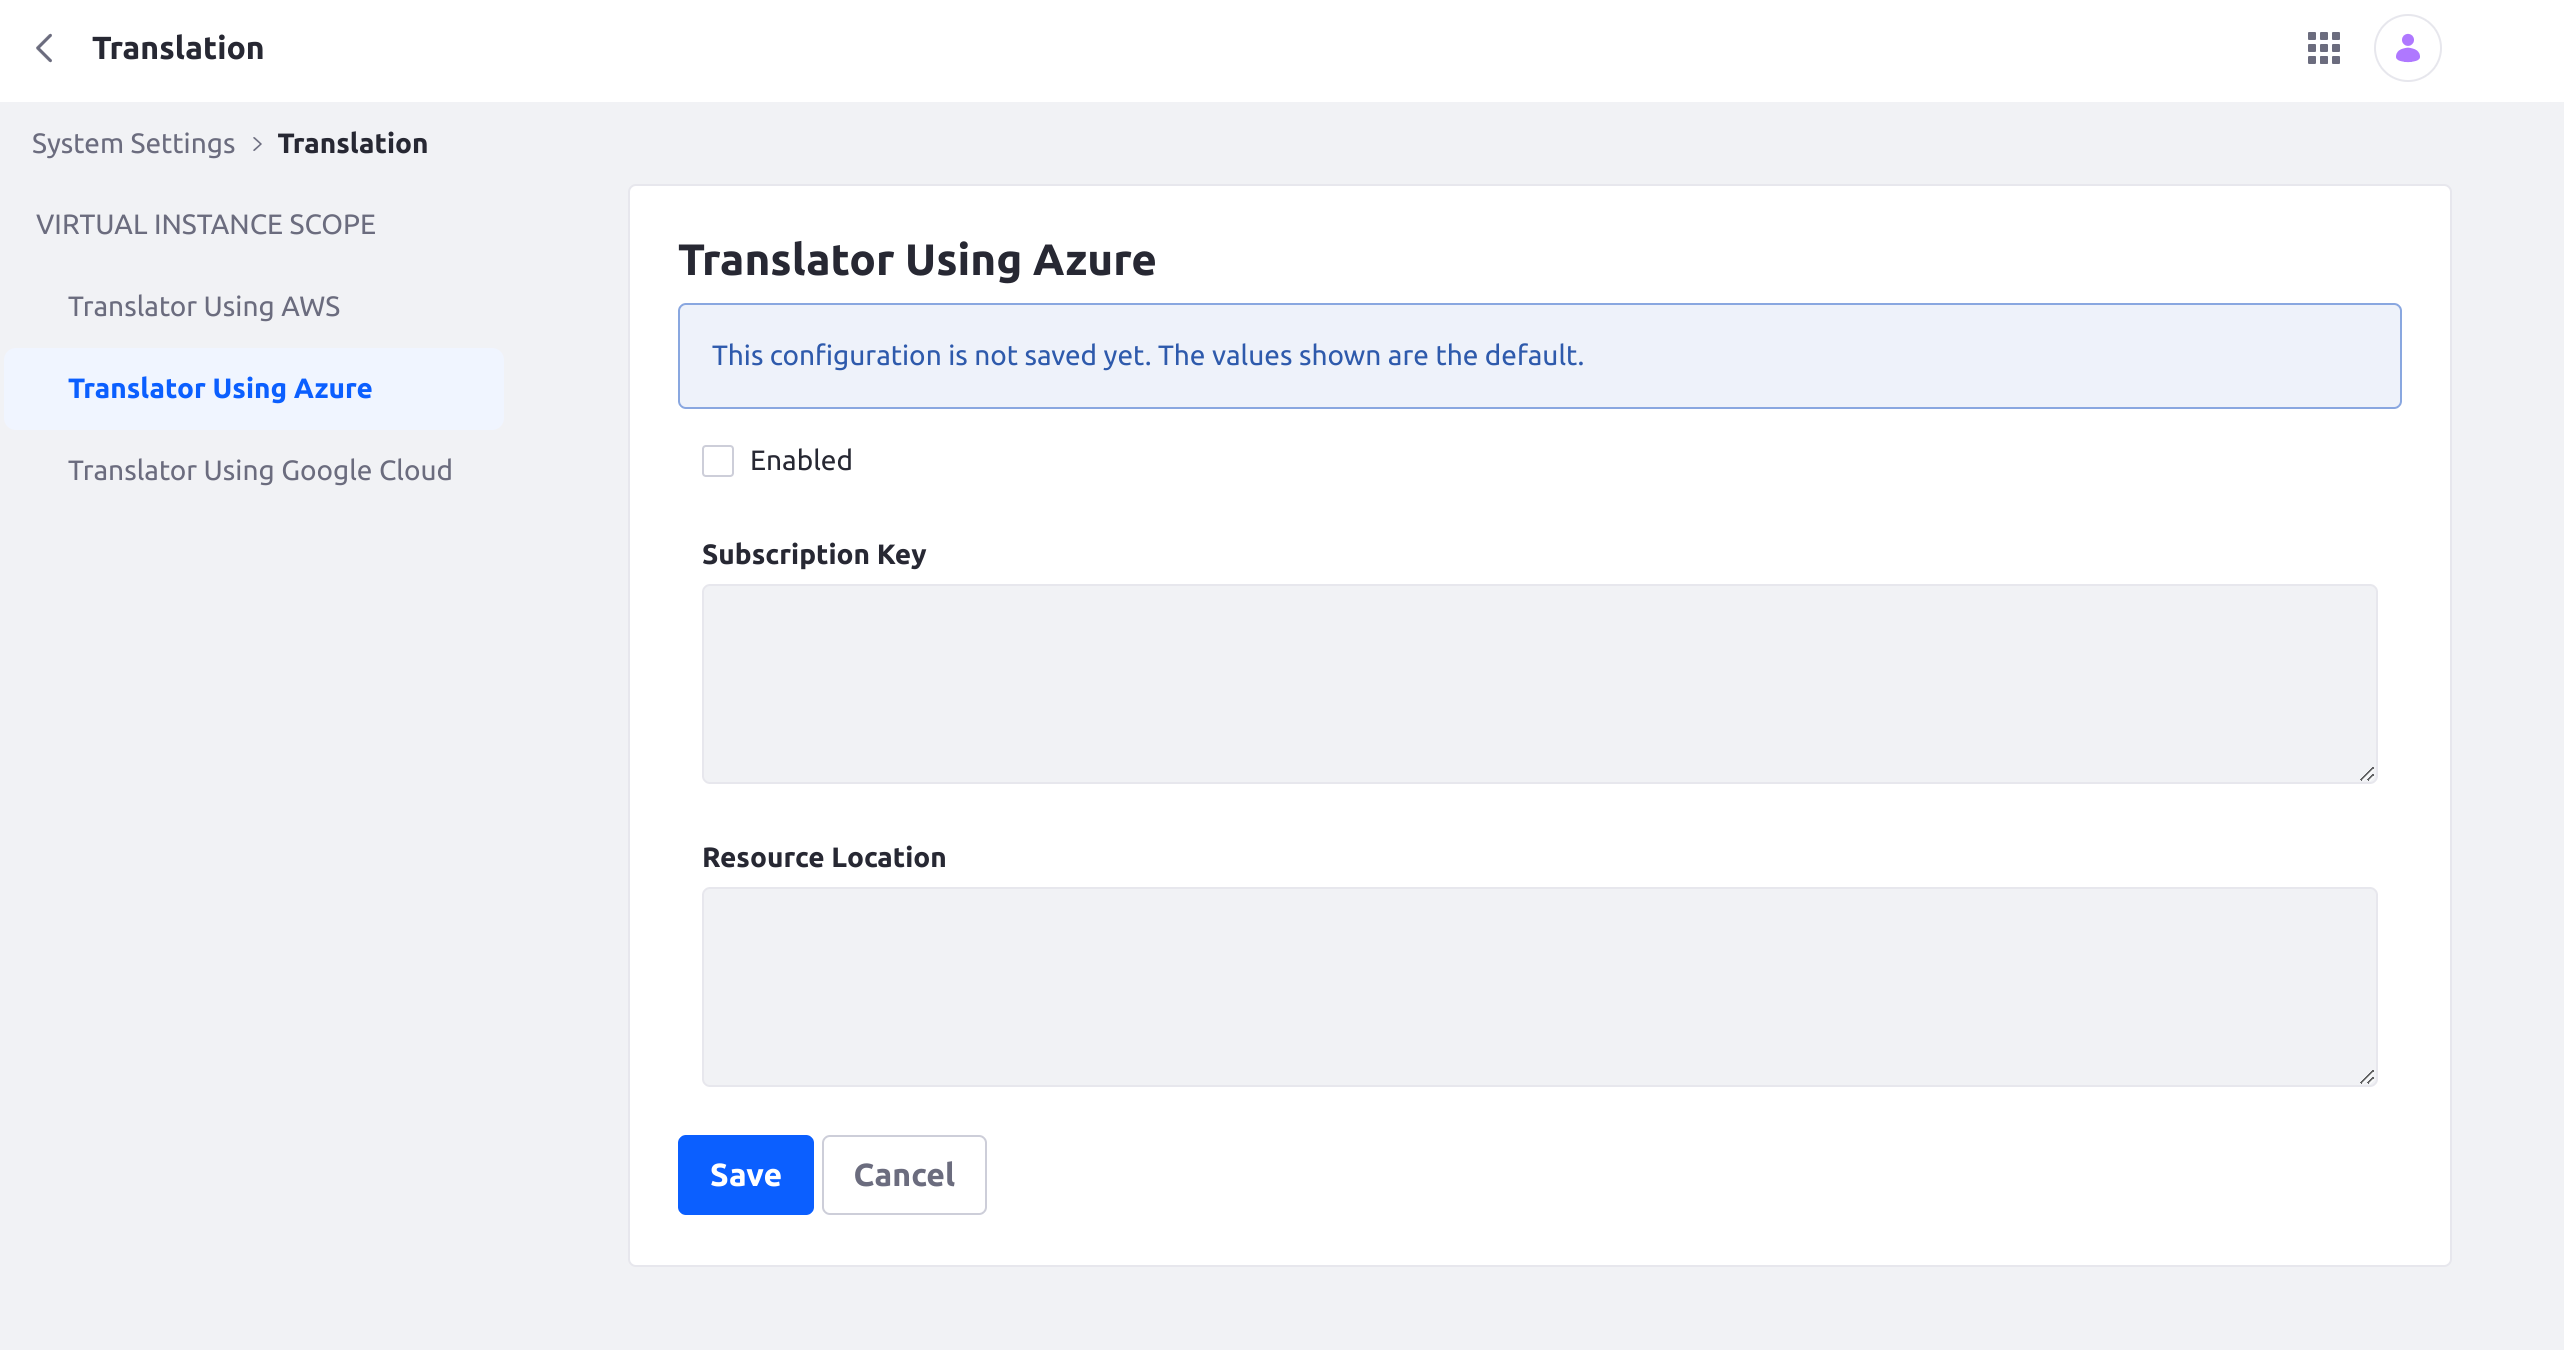 Translation
System Settings > Translation
VIRTUAL INSTANCE SCOPE
Translator Using AWS
Translator Using Azure
Translator Using Google Cloud
Translator Using Azure
This configuration is not saved yet. The values shown are the default.
Enabled
Subscription Key
Resource Location
Save Cancel